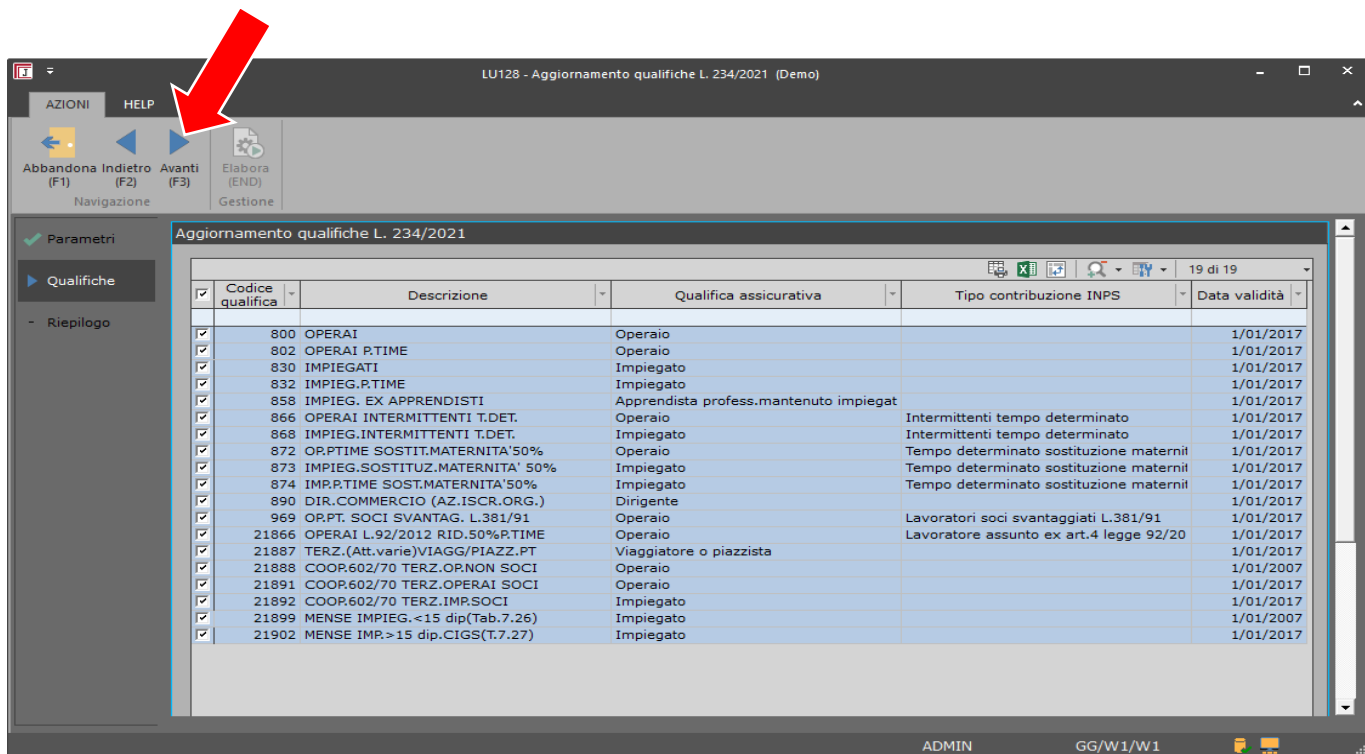 LU128 - Aggiornamento qualifiche L. 234/2021 (Demo)
AZIONI HELP
Abbandona (F1) Indietro (F2) Avanti (F3) Elabora (END)
Navigazione Gestione
Parametri
Qualifiche
- Riepilogo
Aggiornamento qualifiche L. 234/2021
19 di 19
Codice qualifica Descrizione Qualifica assicurativa Tipo contribuzione INPS Data validità
800 OPERAI Operaio 1/01/2017
802 OPERAI P.TIME Operaio 1/01/2017
830 IMPIEGATI Impiegato 1/01/2017
832 IMPIEG.P.TIME Impiegato 1/01/2017
858 IMPIEG. EX APPRENDISTI Apprendista profess.mantenuto impiegat 1/01/2017
866 OPERAI INTERMITTENTI T.DET. Operaio Intermittenti tempo determinato 1/01/2017
868 IMPIEG.INTERMITTENTI T.DET. Impiegato Intermittenti tempo determinato 1/01/2017
872 OP.PTIME SOSTIT.MATERNITA'50% Operaio Tempo determinato sostituzione maternit 1/01/2017
873 IMPIEG.SOSTITUZ.MATERNITA' 50% Impiegato Tempo determinato sostituzione maternit 1/01/2017
874 IMP.P.TIME SOST.MATERNITA'50% Impiegato Tempo determinato sostituzione maternit 1/01/2017
890 DIR.COMMERCIO (AZ.ISCR.ORG.) Dirigente 1/01/2017
969 OP.PT. SOCI SVANTAG. L.381/91 Operaio Lavoratori soci svantaggiati L.381/91 1/01/2017
21866 OPERAI L.92/2012 RID.50%P.TIME Operaio Lavoratore assunto ex art.4 legge 92/20 1/01/2017
21887 TERZ.(Att.varie)VIAGG/PIAZZ.PT Viaggiatore o piazzista 1/01/2017
21888 COOP.602/70 TERZ.OP.NON SOCI Operaio 1/01/2007
21891 COOP.602/70 TERZ.OPERAI SOCI Operaio 1/01/2017
21892 COOP.602/70 TERZ.IMP.SOCI Impiegato 1/01/2017
21899 MENSE IMPIEG.<15 dip(Tab.7.26) Impiegato 1/01/2007
21902 MENSE IMP.>15 dip.CIGS(T.7.27) Impiegato 1/01/2017
ADMIN GG/W1/W1